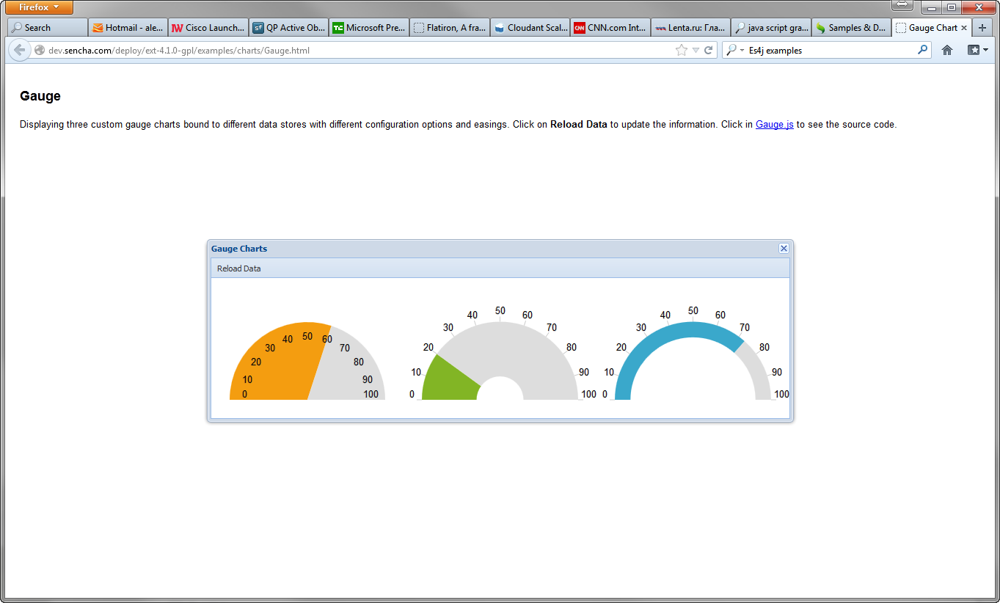 Firefox
Search
Hotmail - ale...
Cisco Launch...
QP Active Ob...
Microsoft Pre...
Flatiron, A fra...
Cloudant Scal...
CNN.com Int...
Lenta.ru: Гла...
java script gra...
Samples & D...
Gauge Chart
dev.sencha.com/deploy/ext-4.1.0-gpl/examples/charts/Gauge.html
Es4j examples
Gauge
Displaying three custom gauge charts bound to different data stores with different configuration options and easings. Click on Reload Data to update the information. Click in Gauge.js to see the source code.
Gauge Charts
Reload Data
0 10 20 30 40 50 60 70 80 90 100
0 10 20 30 40 50 60 70 80 90 100
0 10 20 30 40 50 60 70 80 90 100